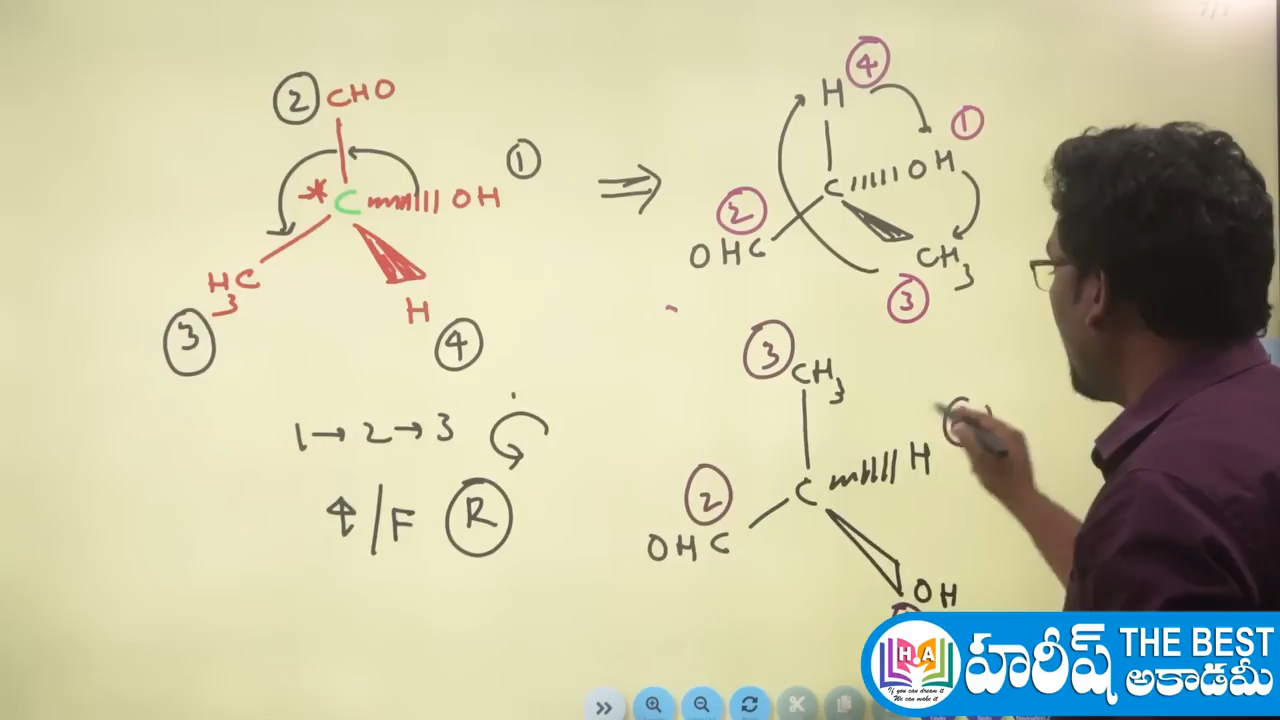 ② CHO
* C OH ①
H₃C
③
H
④
1 → 2 → 3
↑/F Ⓡ
⇒
H ④
C OH ①
②
OHC
CH₃
③
③ CH₃
② C H
OHC
OH
H A
If you can dream it
We can make it
హరీష్ THE BEST
అకాడమీ